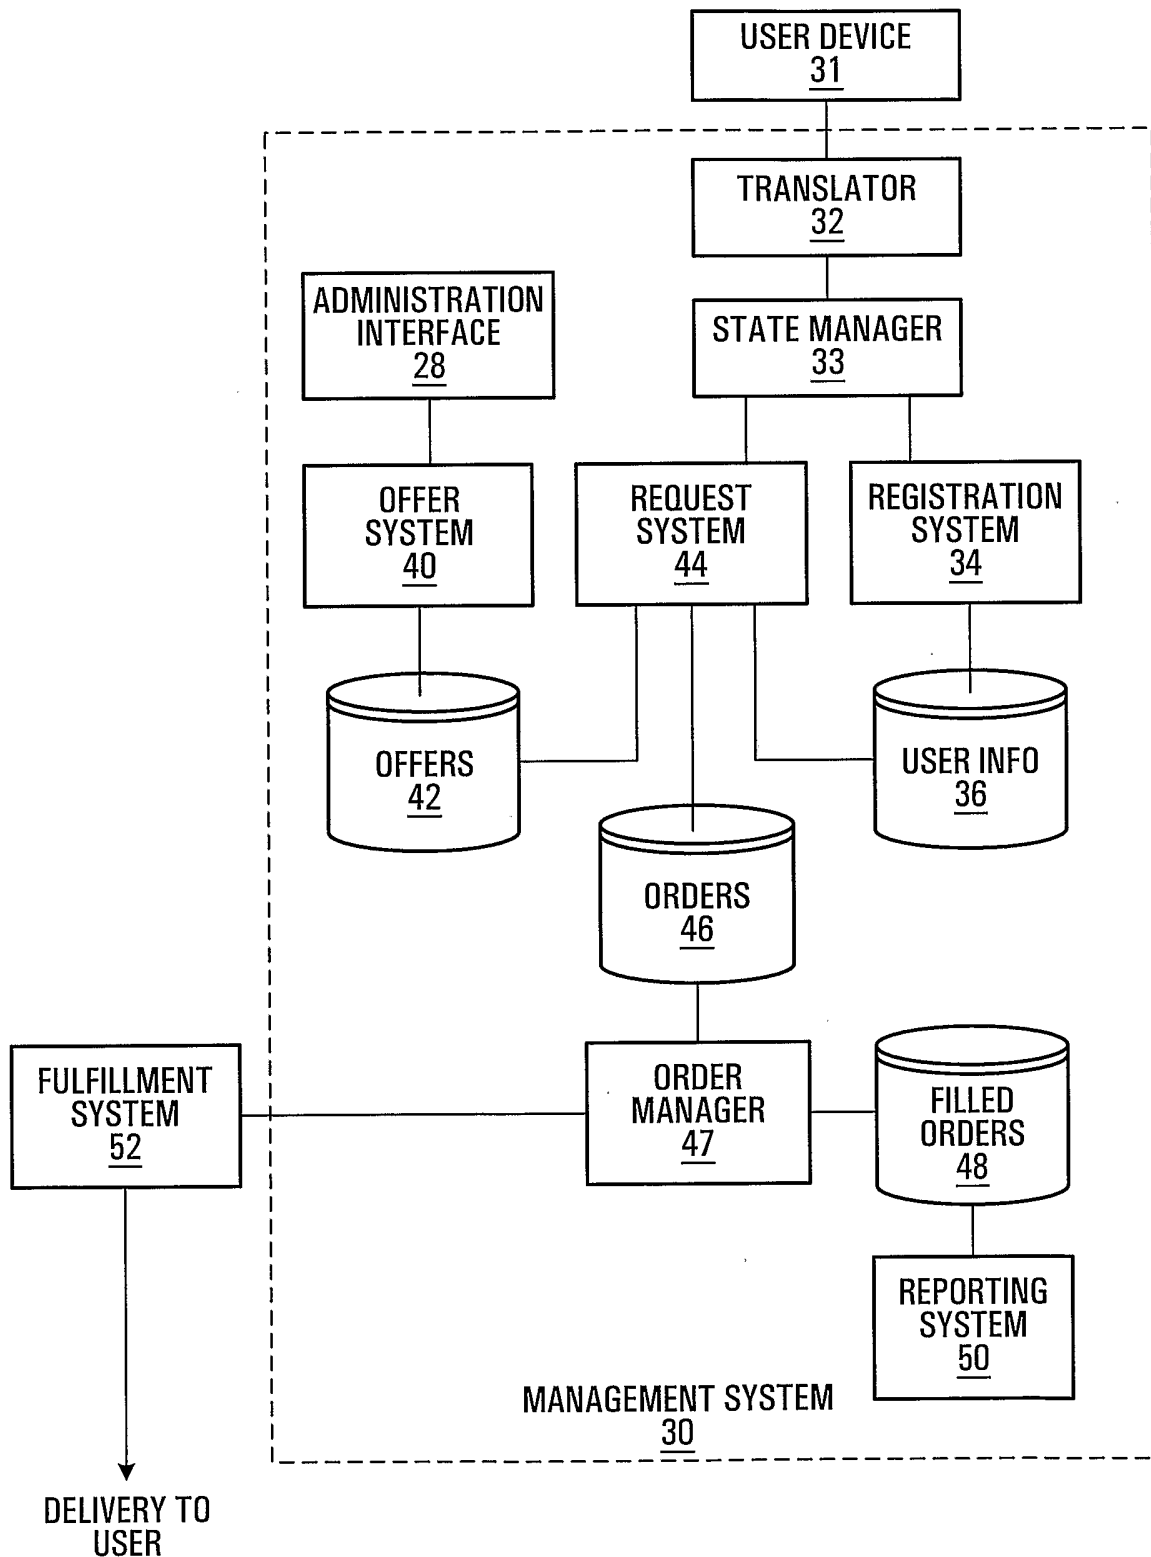 USER DEVICE
31
TRANSLATOR
32
ADMINISTRATION
INTERFACE
28
STATE MANAGER
33
OFFER
SYSTEM
40
REQUEST
SYSTEM
44
REGISTRATION
SYSTEM
34
OFFERS
42
USER INFO
36
ORDERS
46
FULFILLMENT
SYSTEM
52
ORDER
MANAGER
47
FILLED
ORDERS
48
REPORTING
SYSTEM
50
MANAGEMENT SYSTEM
30
DELIVERY TO
USER